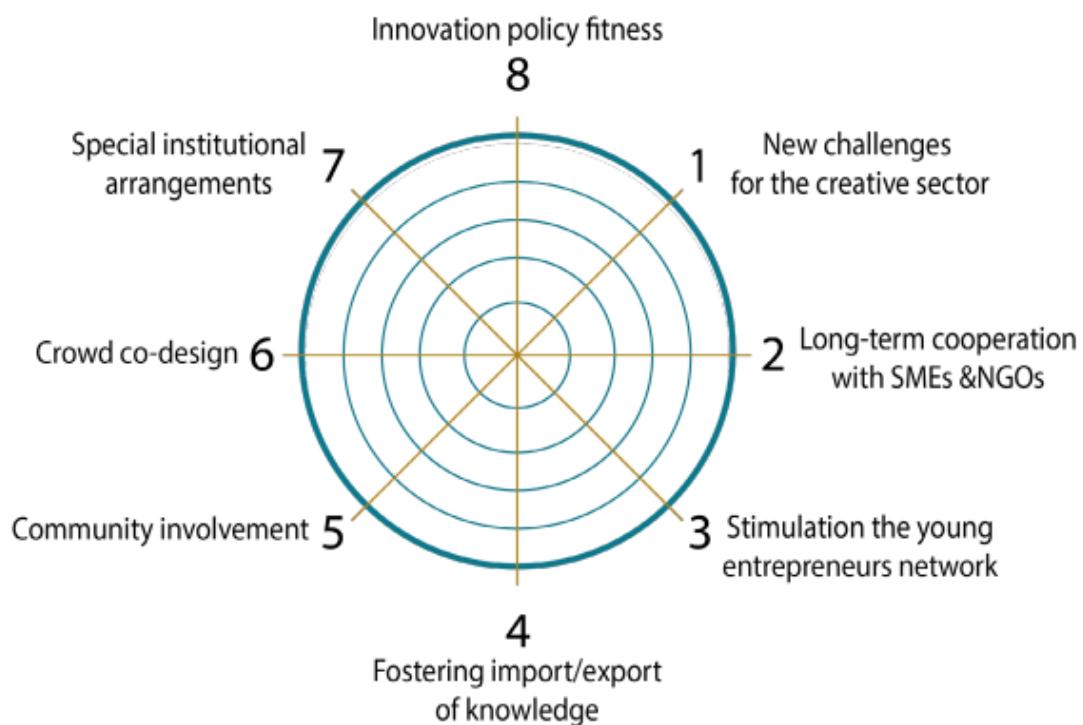 Innovation policy fitness
8
Special institutional
arrangements
7
1
New challenges
for the creative sector
Crowd co-design 6
2
Long-term cooperation
with SMEs &NGOs
Community involvement 5
3
Stimulation the young
entrepreneurs network
4
Fostering import/export
of knowledge